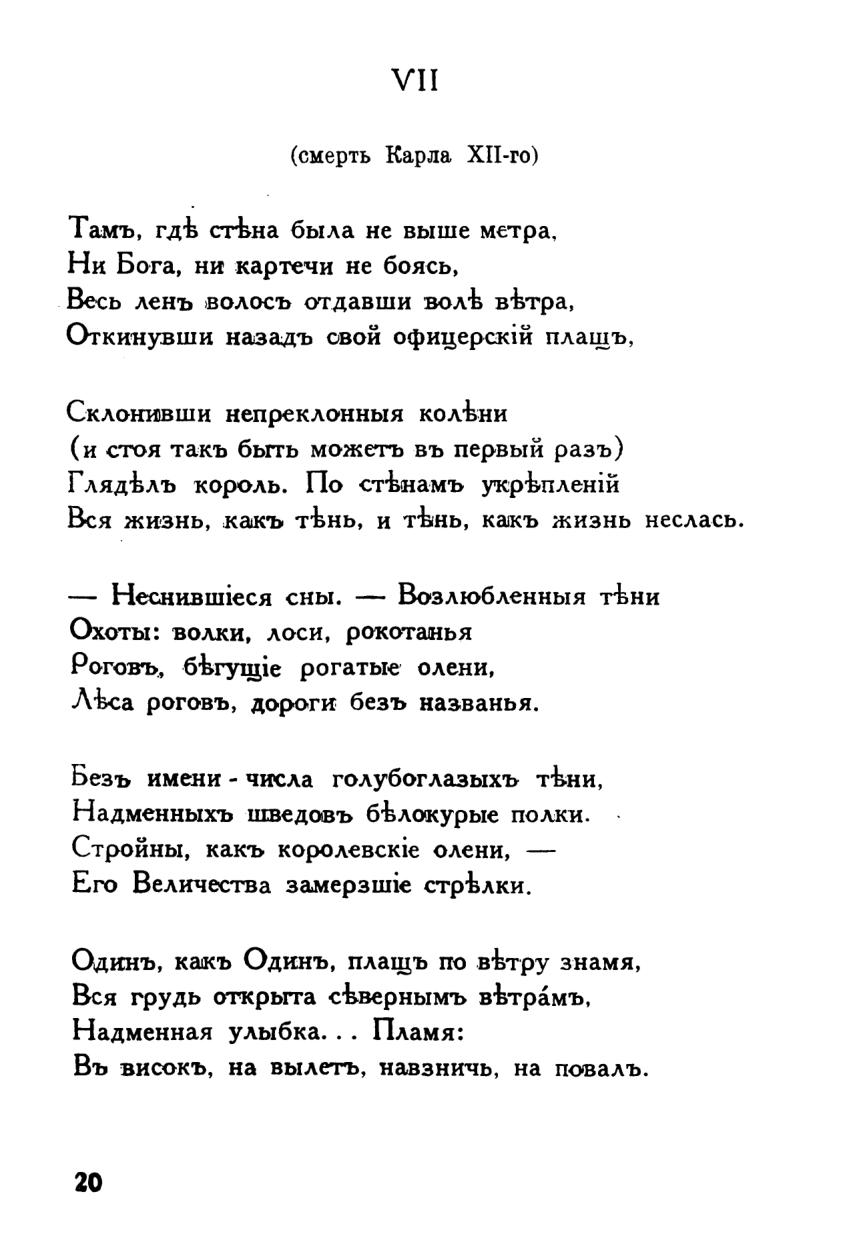 VII
(смерть Карла XII-го)
Тамъ, гдѣ стѣна была не выше метра,
Ни Бога, ни картечи не боясь,
Весь ленъ волосъ отдавши волѣ вѣтра,
Откинувши назадъ свой офицерскій плащъ,
Склонивши непреклонныя колѣни
(и стоя такъ быть можетъ въ первый разъ)
Глядѣлъ король. По стѣнамъ укрѣпленій
Вся жизнь, какъ тѣнь, и тѣнь, какъ жизнь неслась.
— Неснившіеся сны. — Возлюбленныя тѣни
Охоты: волки, лоси, рокотанья
Роговъ, бѣгущіе рогатые олени,
Лѣса роговъ, дороги безъ названья.
Безъ имени - числа голубоглазыхъ тѣни,
Надменныхъ шведовъ бѣлокурые полки.
Стройны, какъ королевскіе олени, —
Его Величества замерзшіе стрѣлки.
Одинъ, какъ Одинъ, плащъ по вѣтру знамя,
Вся грудь открыта сѣвернымъ вѣтра́мъ,
Надменная улыбка. . . Пламя:
Въ високъ, на вылетъ, навзничь, на повалъ.
20